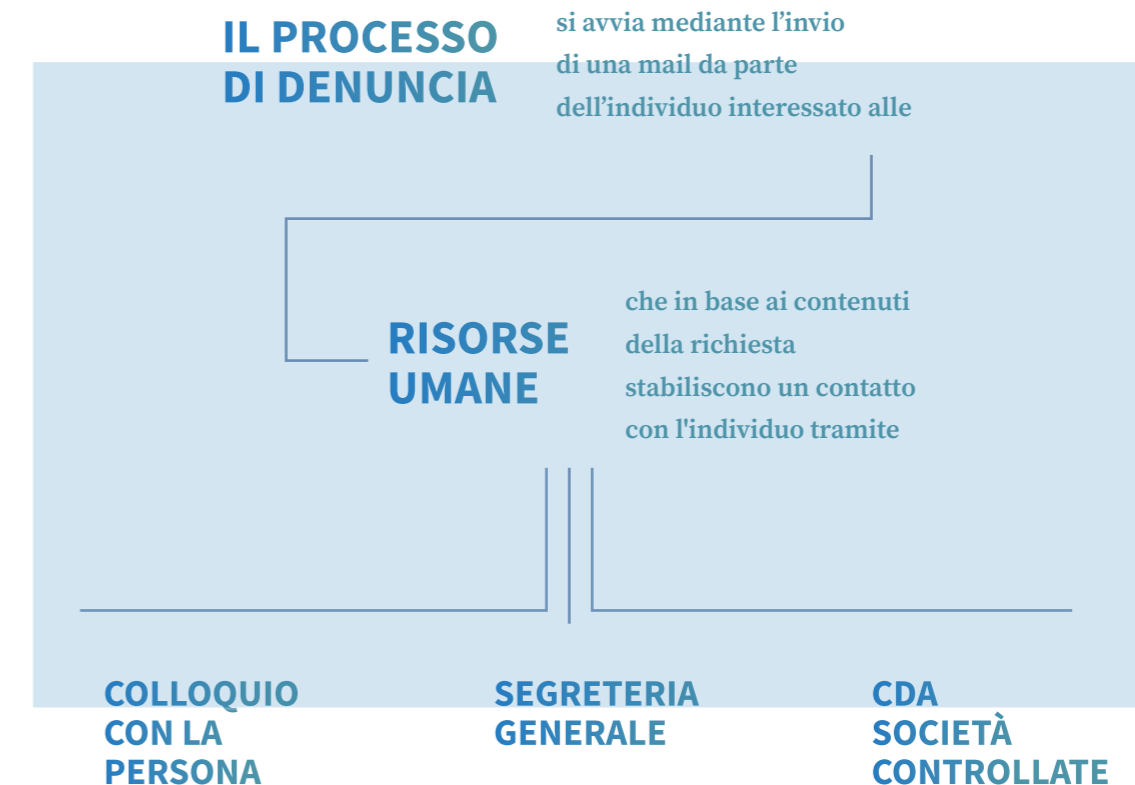 IL PROCESSO
DI DENUNCIA
si avvia mediante l’invio
di una mail da parte
dell’individuo interessato alle
RISORSE
UMANE
che in base ai contenuti
della richiesta
stabiliscono un contatto
con l'individuo tramite
COLLOQUIO
CON LA
PERSONA
SEGRETERIA
GENERALE
CDA
SOCIETÀ
CONTROLLATE